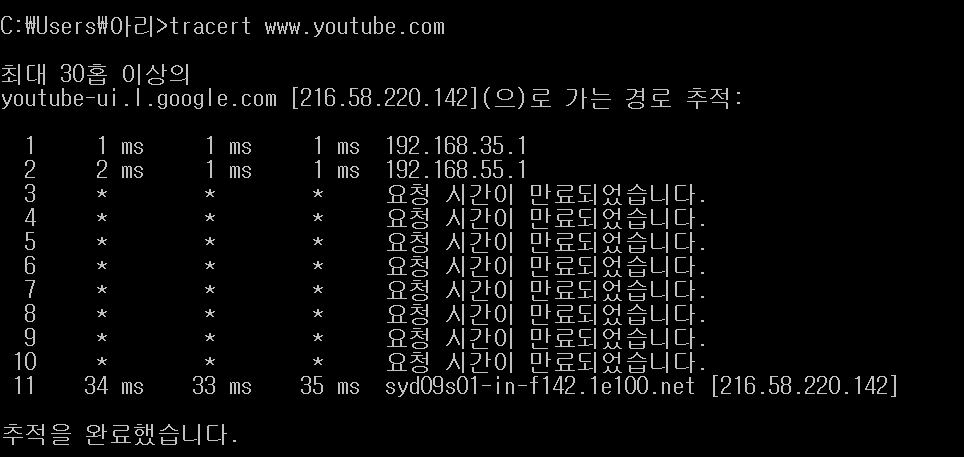 C:₩Users₩아리>tracert www.youtube.com
최대 30홉 이상의
youtube-ui.l.google.com [216.58.220.142](으)로 가는 경로 추적:
1 1 ms 1 ms 1 ms 192.168.35.1
2 2 ms 1 ms 1 ms 192.168.55.1
3 * * * 요청 시간이 만료되었습니다.
4 * * * 요청 시간이 만료되었습니다.
5 * * * 요청 시간이 만료되었습니다.
6 * * * 요청 시간이 만료되었습니다.
7 * * * 요청 시간이 만료되었습니다.
8 * * * 요청 시간이 만료되었습니다.
9 * * * 요청 시간이 만료되었습니다.
10 * * * 요청 시간이 만료되었습니다.
11 34 ms 33 ms 35 ms syd09s01-in-f142.1e100.net [216.58.220.142]
추적을 완료했습니다.